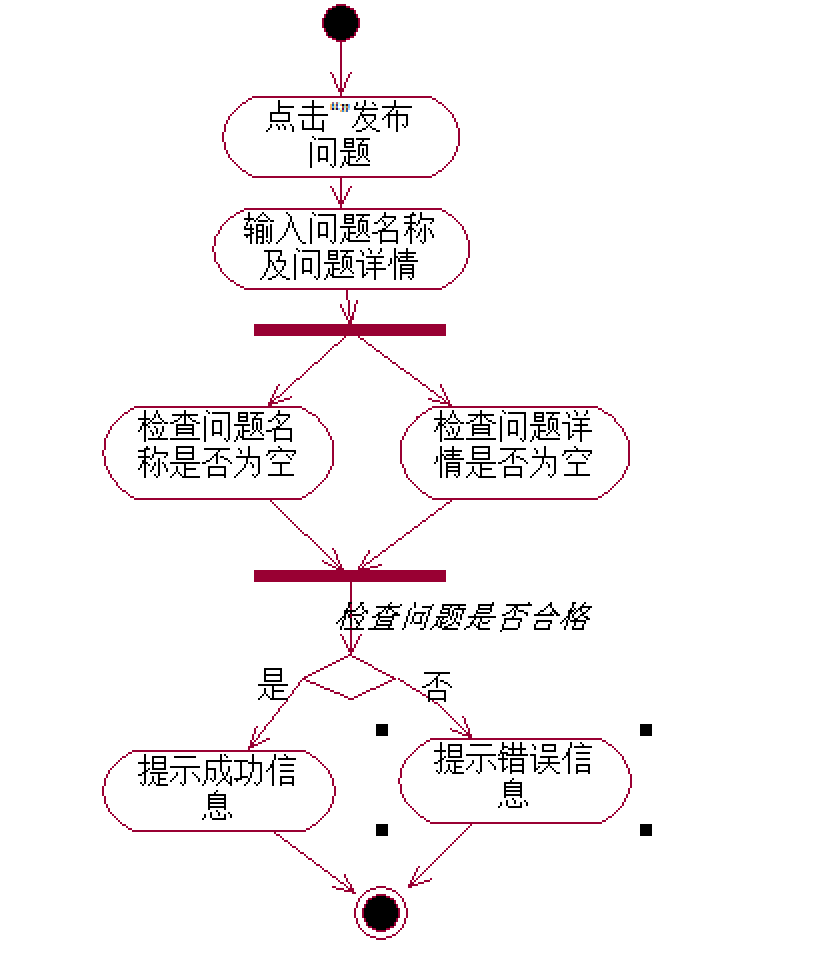 点击“”发布
问题
输入问题名称
及问题详情
检查问题名
称是否为空
检查问题详
情是否为空
检查问题是否合格
是
否
提示成功信
息
提示错误信
息